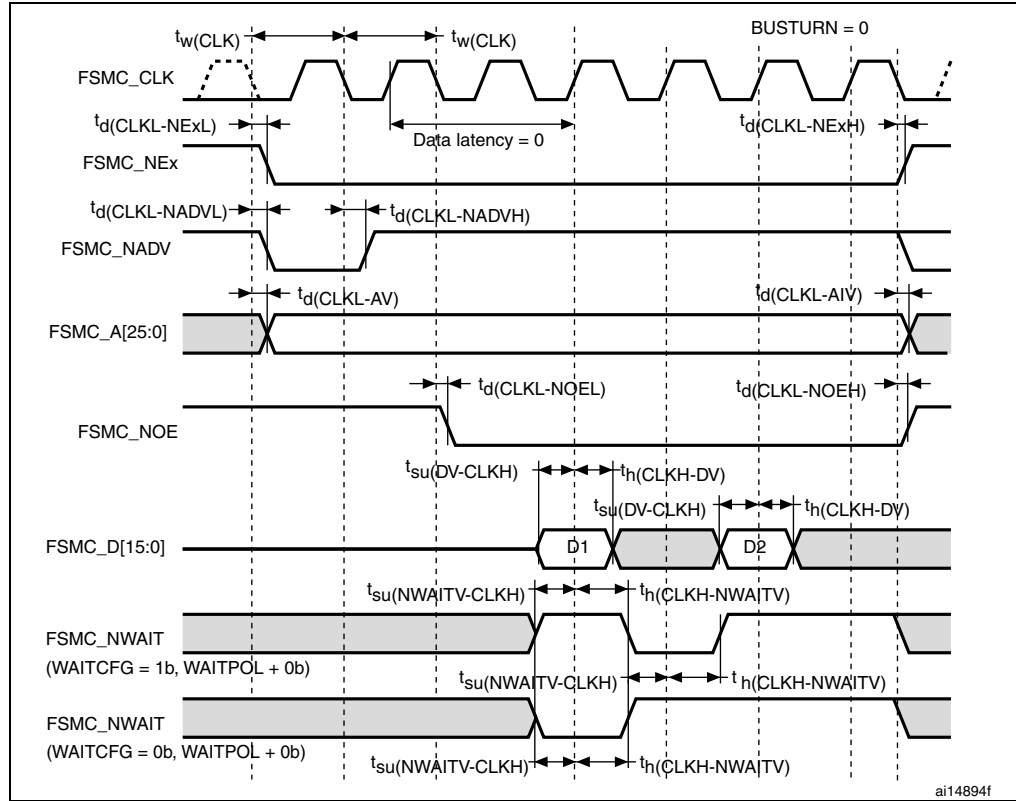 BUSTURN = 0
tw(CLK) tw(CLK)
FSMC_CLK
td(CLKL-NExL) Data latency = 0 td(CLKL-NExH)
FSMC_NEx
td(CLKL-NADVL) td(CLKL-NADVH)
FSMC_NADV
td(CLKL-AV) td(CLKL-AIV)
FSMC_A[25:0]
td(CLKL-NOEL) td(CLKL-NOEH)
FSMC_NOE
tsu(DV-CLKH) th(CLKH-DV)
tsu(DV-CLKH) th(CLKH-DV)
FSMC_D[15:0] D1 D2
tsu(NWAITV-CLKH) th(CLKH-NWAITV)
FSMC_NWAIT
(WAITCFG = 1b, WAITPOL + 0b)
tsu(NWAITV-CLKH) th(CLKH-NWAITV)
FSMC_NWAIT
(WAITCFG = 0b, WAITPOL + 0b)
tsu(NWAITV-CLKH) th(CLKH-NWAITV)
ai14894f